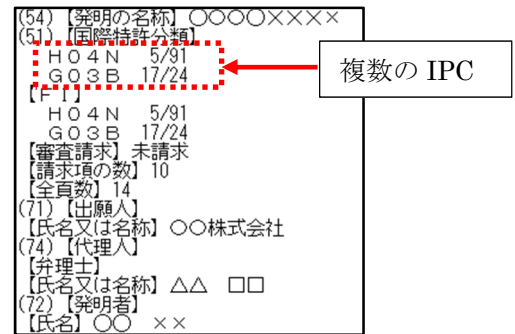 (54)【発明の名称】○○○○××××
(51)【国際特許分類】
H04N 5/91
G03B 17/24
【FI】
H04N 5/91
G03B 17/24
【審査請求】未請求
【請求項の数】10
【全頁数】14
(71)【出願人】
【氏名又は名称】○○株式会社
(74)【代理人】
【弁理士】
【氏名又は名称】△△ □□
(72)【発明者】
【氏名】○○ ××
複数の IPC